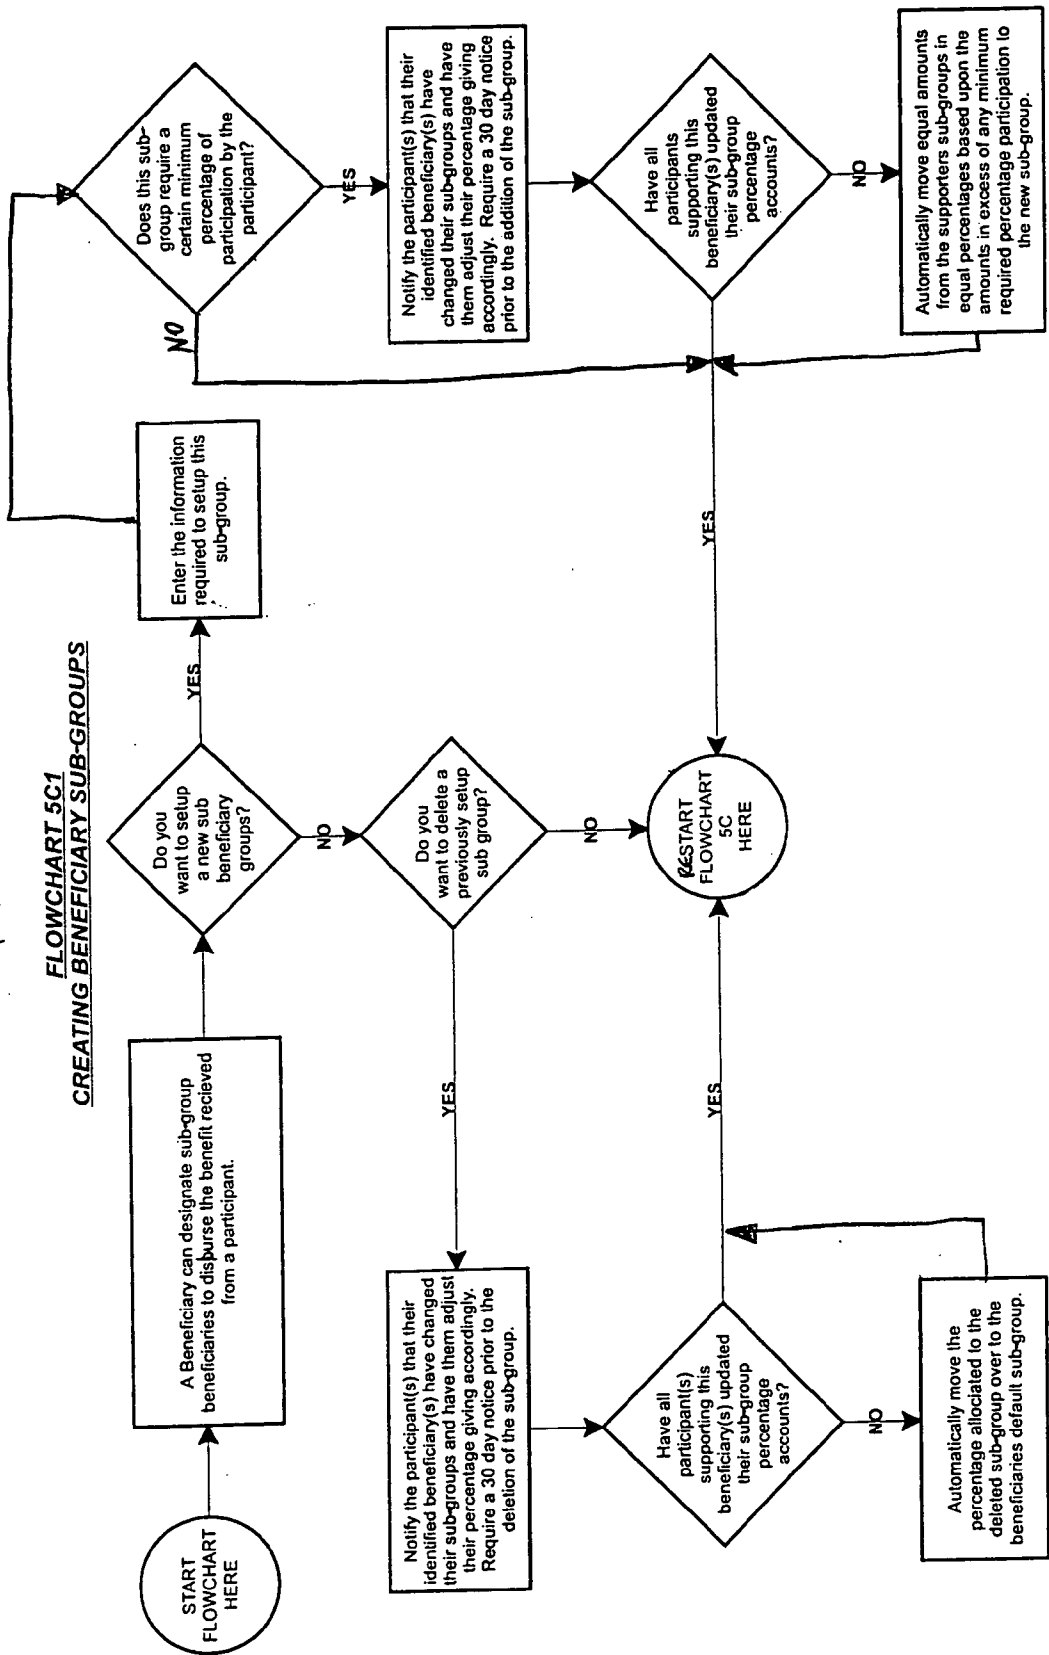 FLOWCHART 5C1
CREATING BENEFICIARY SUB-GROUPS
START
FLOWCHART
HERE
A Beneficiary can designate sub-group
beneficiaries to disburse the benefit recieved
from a participant.
Do you
want to setup
a new sub
beneficiary
groups?
YES
Enter the information
required to setup this
sub-group.
Does this sub-
group require a
certain minimum
percentage of
participation by the
participant?
NO
YES
Notify the participant(s) that their
identified beneficiary(s) have
changed their sub-groups and have
them adjust their percentage giving
accordingly. Require a 30 day notice
prior to the addition of the sub-group.
Have all
participants
supporting this
beneficiary(s) updated
their sub-group
percentage
accounts?
NO
Automatically move equal amounts
from the supporters sub-groups in
equal percentages based upon the
amounts in excess of any minimum
required percentage participation to
the new sub-group.
YES
NO
Do you
want to delete a
previously setup
sub group?
NO
RESTART
FLOWCHART
5C
HERE
YES
Notify the participant(s) that their
identified beneficiary(s) have changed
their sub-groups and have them adjust
their percentage giving accordingly.
Require a 30 day notice prior to the
deletion of the sub-group.
Have all
participant(s)
supporting this
beneficiary(s) updated
their sub-group
percentage
accounts?
YES
NO
Automatically move the
percentage allociated to the
deleted sub-group over to the
beneficiaries default sub-group.